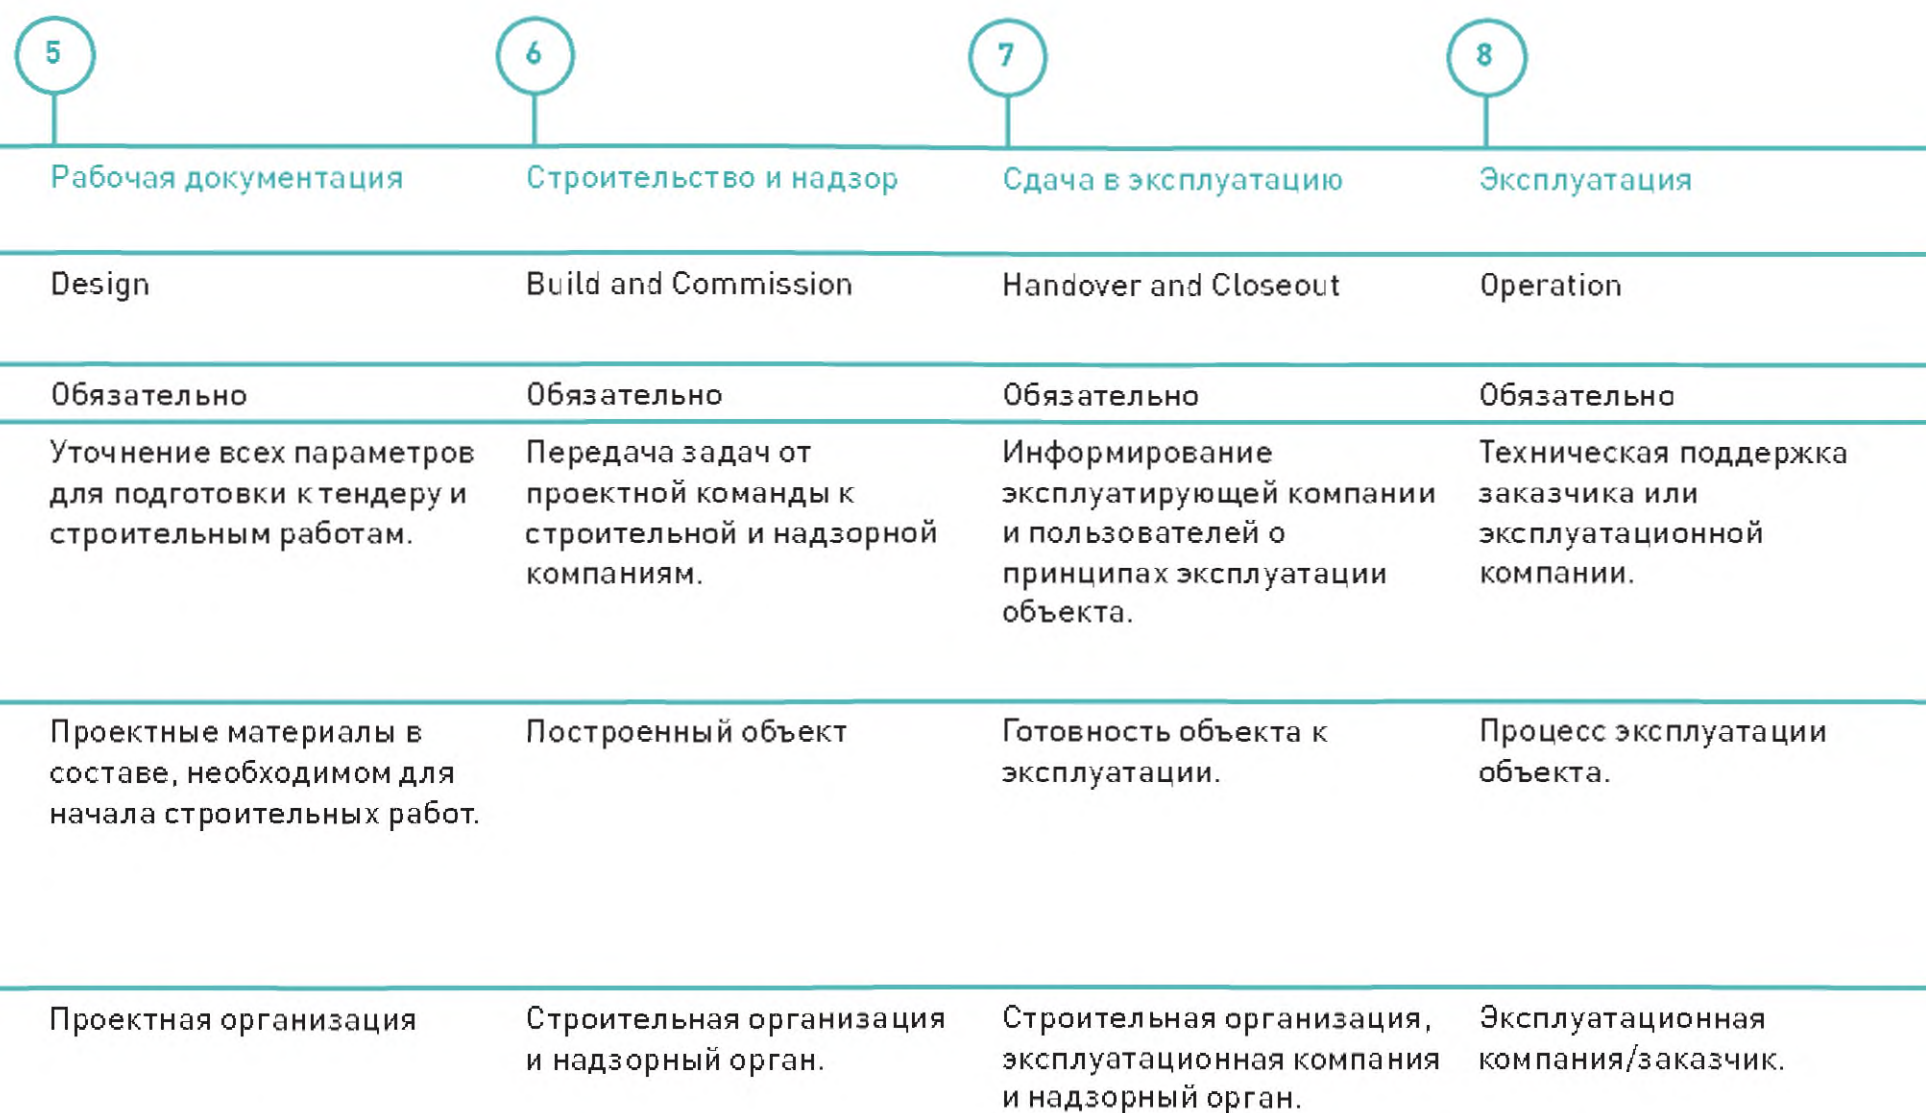 5
6
7
8
Рабочая документация
Строительство и надзор
Сдача в эксплуатацию
Эксплуатация
Design
Build and Commission
Handover and Closeout
Operation
Обязательно
Обязательно
Обязательно
Обязательно
Уточнение всех параметров
для подготовки к тендеру и
строительным работам.
Передача задач от
проектной команды к
строительной и надзорной
компаниям.
Информирование
эксплуатирующей компании
и пользователей о
принципах эксплуатации
объекта.
Техническая поддержка
заказчика или
эксплуатационной
компании.
Проектные материалы в
составе, необходимом для
начала строительных работ.
Построенный объект
Готовность объекта к
эксплуатации.
Процесс эксплуатации
объекта.
Проектная организация
Строительная организация
и надзорный орган.
Строительная организация,
эксплуатационная компания
и надзорный орган.
Эксплуатационная
компания/заказчик.